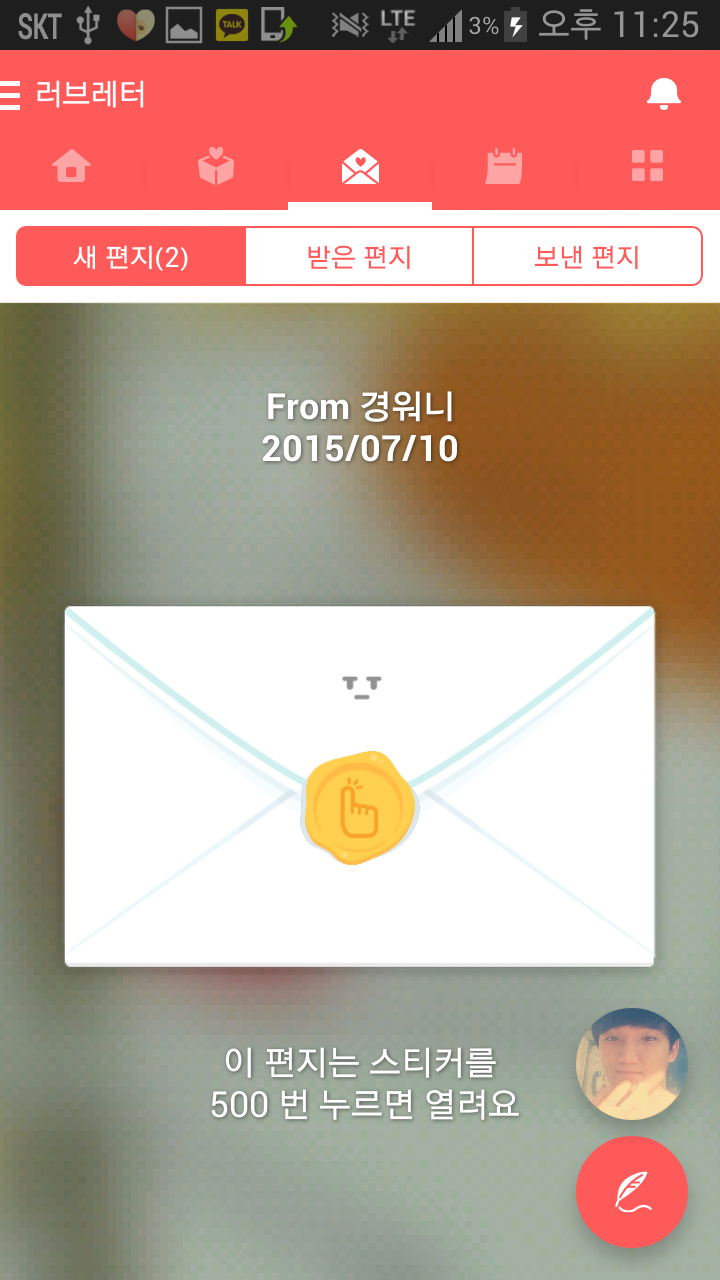 SKT LTE 3% 오후 11:25
TALK
러브레터
새 편지(2) 받은 편지 보낸 편지
From 경워니
2015/07/10
이 편지는 스티커를
500 번 누르면 열려요